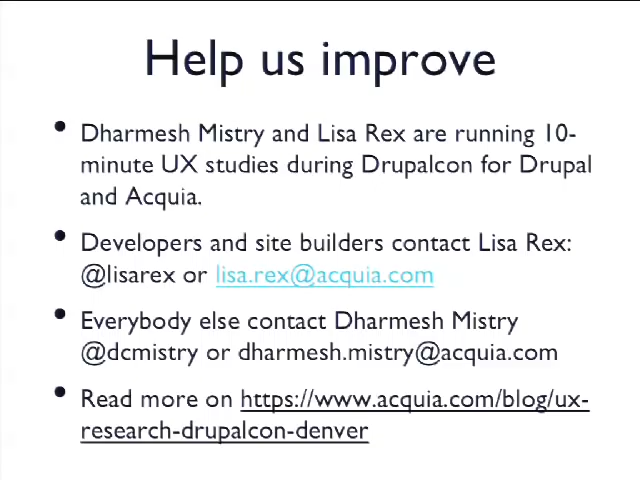 Help us improve
• Dharmesh Mistry and Lisa Rex are running 10-
minute UX studies during Drupalcon for Drupal
and Acquia.
• Developers and site builders contact Lisa Rex:
@lisarex or lisa.rex@acquia.com
• Everybody else contact Dharmesh Mistry
@dcmistry or dharmesh.mistry@acquia.com
• Read more on https://www.acquia.com/blog/ux-
research-drupalcon-denver